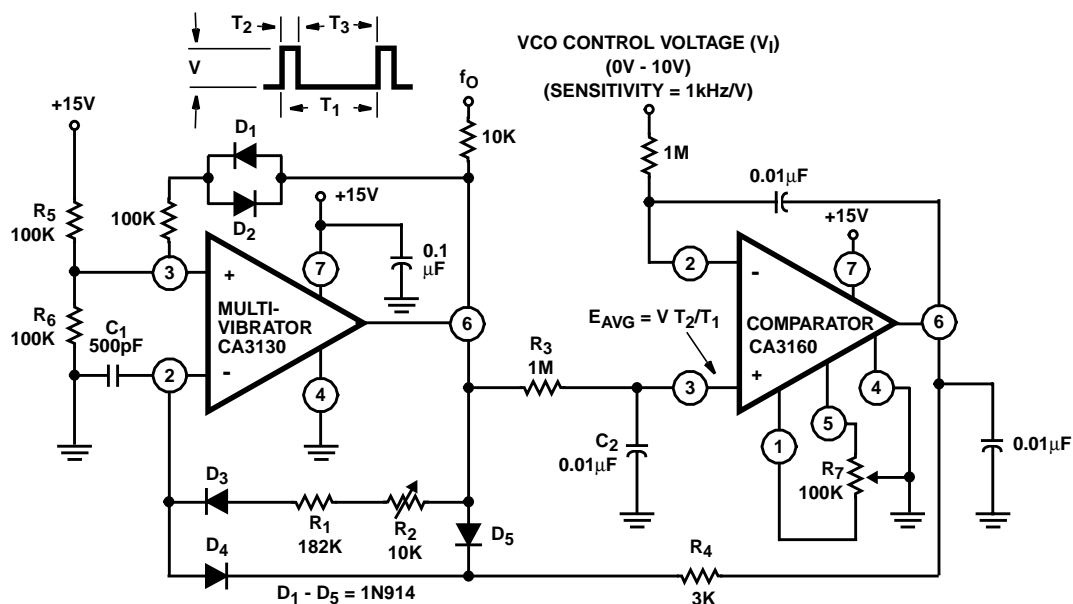 T2 T3
V
T1
fO
10K
+15V
D1
D2
100K
R5
100K
R6
100K
C1
500pF
3
+
MULTI-
VIBRATOR
CA3130
2
-
+15V
7
0.1
μF
6
4
D3
R1
182K
R2
10K
D4
D5
D1 - D5 = 1N914
R3
1M
C2
0.01μF
R4
3K
VCO CONTROL VOLTAGE (VI)
(0V - 10V)
(SENSITIVITY = 1kHz/V)
1M
0.01μF
+15V
7
2
-
EAVG = V T2/T1
COMPARATOR
CA3160
6
3
+
4
5
1
R7
100K
0.01μF